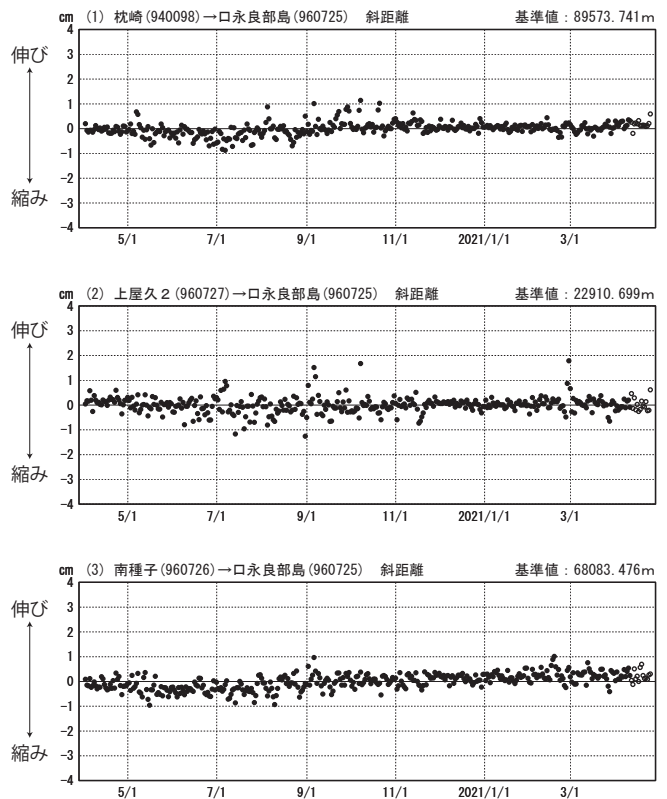 cm (1) 枕崎(940098)→口永良部島(960725) 斜距離 基準値：89573.741m
4
3
2
1
0
-1
-2
-3
-4
伸び
縮み
5/1 7/1 9/1 11/1 2021/1/1 3/1
cm (2) 上屋久２(960727)→口永良部島(960725) 斜距離 基準値：22910.699m
4
3
2
1
0
-1
-2
-3
-4
伸び
縮み
5/1 7/1 9/1 11/1 2021/1/1 3/1
cm (3) 南種子(960726)→口永良部島(960725) 斜距離 基準値：68083.476m
4
3
2
1
0
-1
-2
-3
-4
伸び
縮み
5/1 7/1 9/1 11/1 2021/1/1 3/1